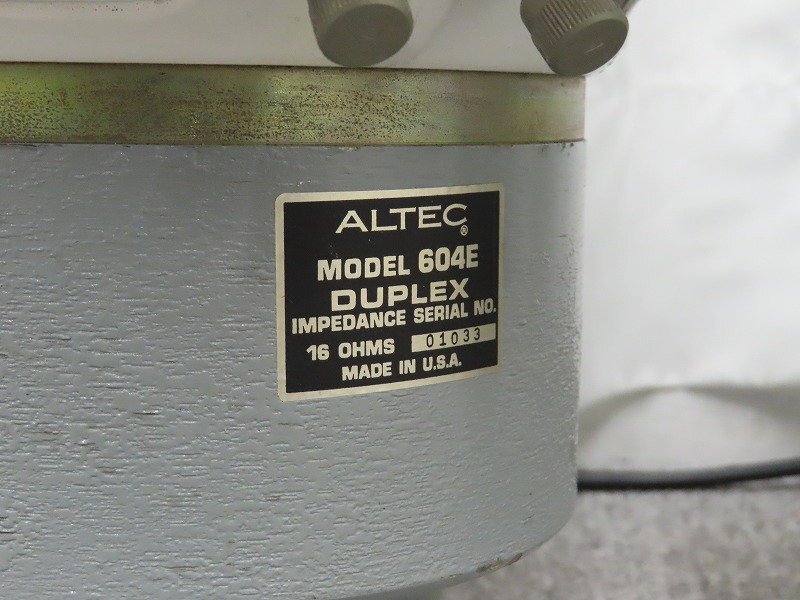 ALTEC®
MODEL 604E
DUPLEX
IMPEDANCE SERIAL NO.
16 OHMS 01033
MADE IN U.S.A.